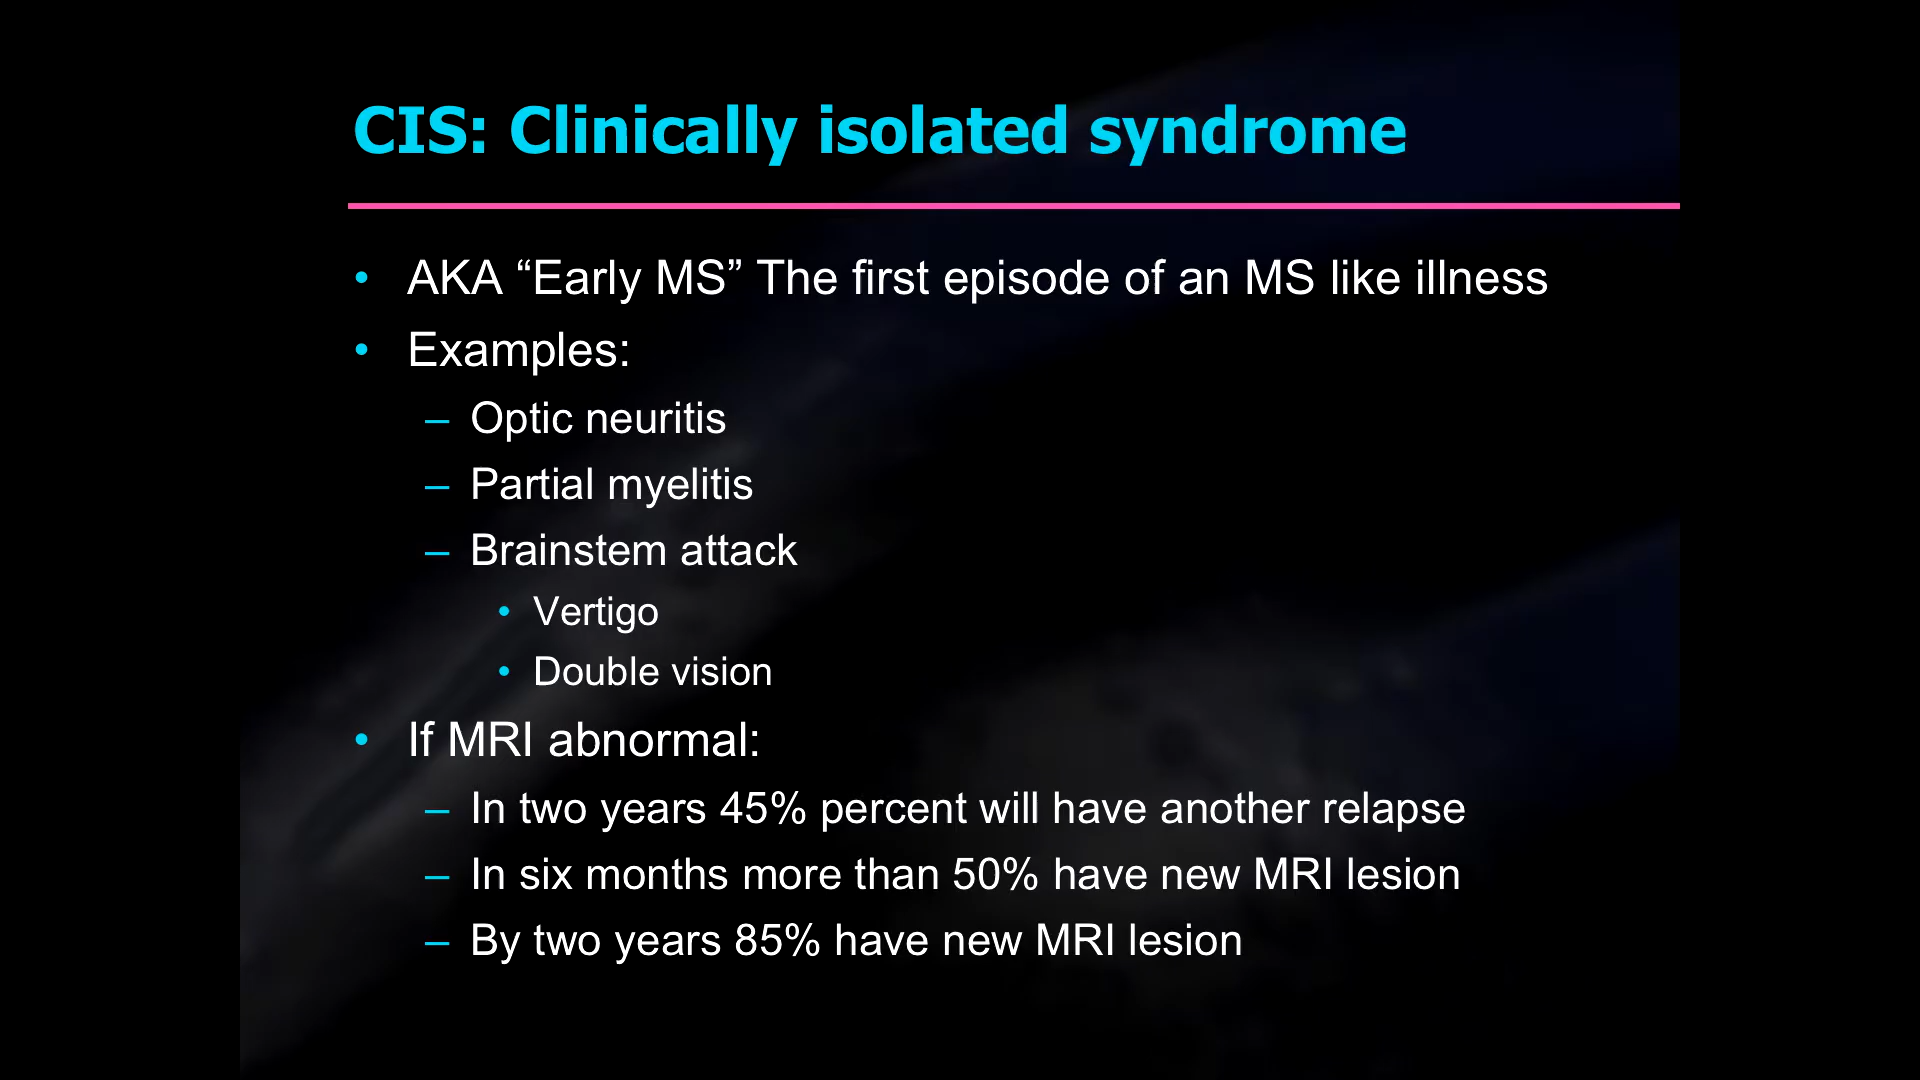 CIS: Clinically isolated syndrome
• AKA “Early MS” The first episode of an MS like illness
• Examples:
– Optic neuritis
– Partial myelitis
– Brainstem attack
• Vertigo
• Double vision
• If MRI abnormal:
– In two years 45% percent will have another relapse
– In six months more than 50% have new MRI lesion
– By two years 85% have new MRI lesion